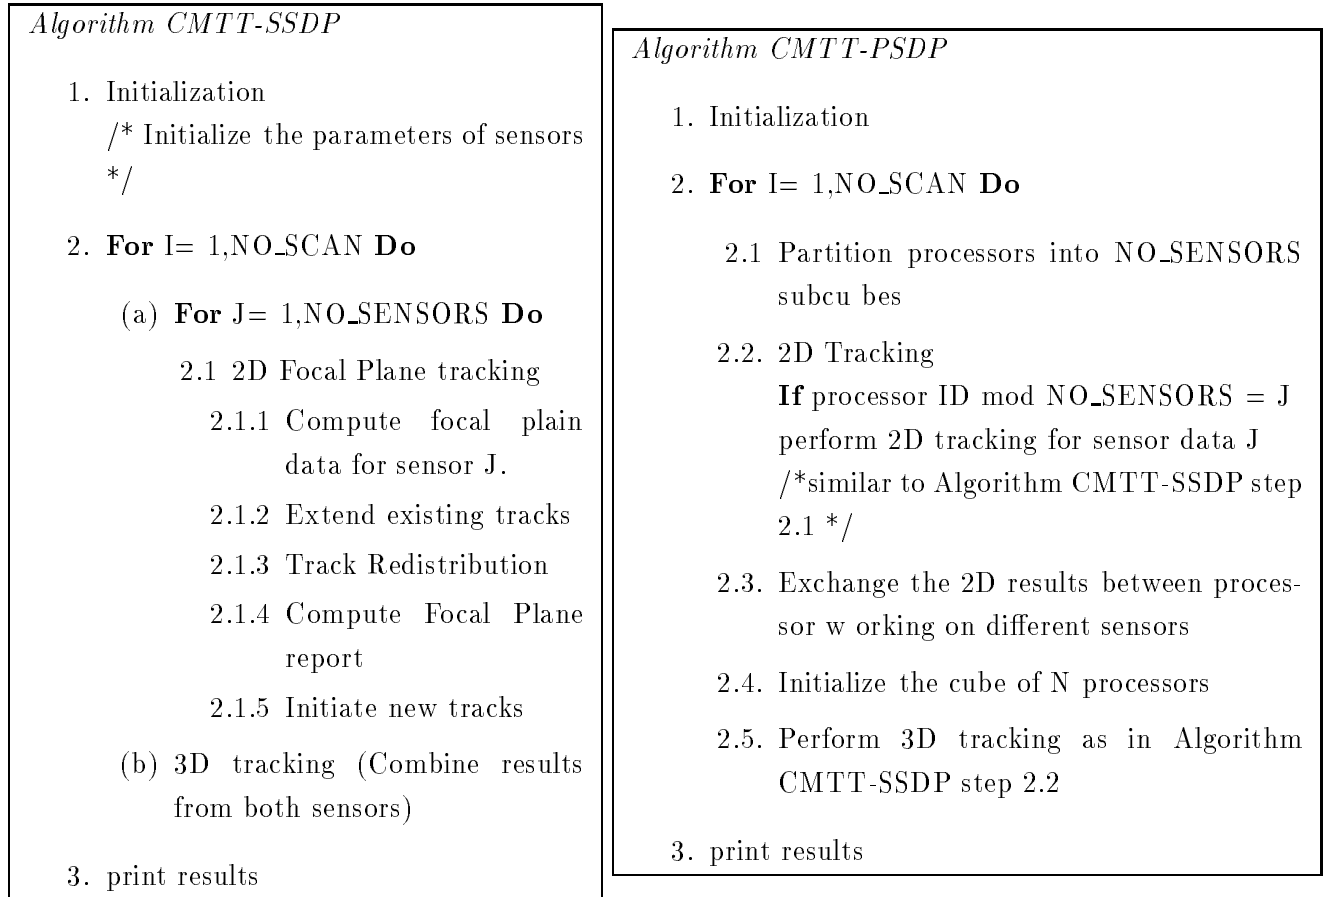 Algorithm CMTT-SSDP
1. Initialization
/* Initialize the parameters of sensors
*/
2. For I= 1,NO_SCAN Do
(a) For J= 1,NO_SENSORS Do
2.1 2D Focal Plane tracking
2.1.1 Compute focal plain
data for sensor J.
2.1.2 Extend existing tracks
2.1.3 Track Redistribution
2.1.4 Compute Focal Plane
report
2.1.5 Initiate new tracks
(b) 3D tracking (Combine results
from both sensors)
3. print results
Algorithm CMTT-PSDP
1. Initialization
2. For I= 1,NO_SCAN Do
2.1 Partition processors into NO_SENSORS
subcu bes
2.2. 2D Tracking
If processor ID mod NO_SENSORS = J
perform 2D tracking for sensor data J
/*similar to Algorithm CMTT-SSDP step
2.1 */
2.3. Exchange the 2D results between proces-
sor w orking on different sensors
2.4. Initialize the cube of N processors
2.5. Perform 3D tracking as in Algorithm
CMTT-SSDP step 2.2
3. print results